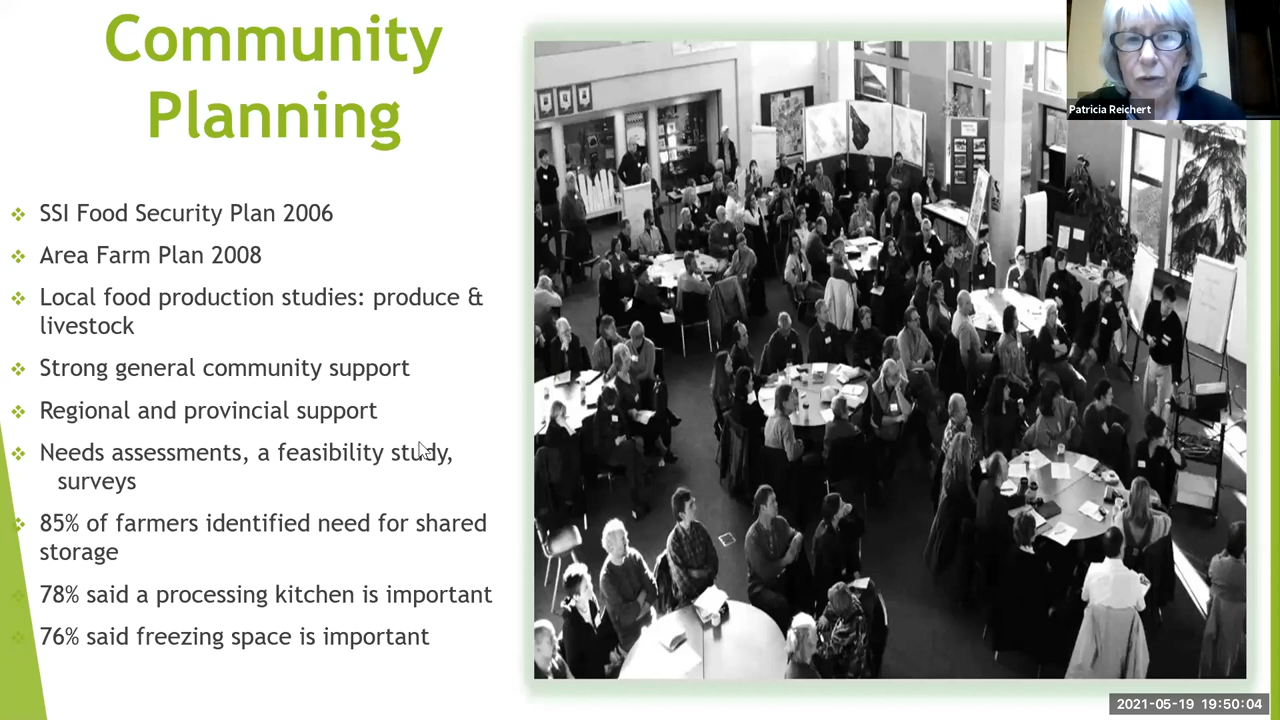 Community
Planning
SSI Food Security Plan 2006
Area Farm Plan 2008
Local food production studies: produce &
livestock
Strong general community support
Regional and provincial support
Needs assessments, a feasibility study,
surveys
85% of farmers identified need for shared
storage
78% said a processing kitchen is important
76% said freezing space is important
Patricia Reichert
2021-05-19 19:50:04